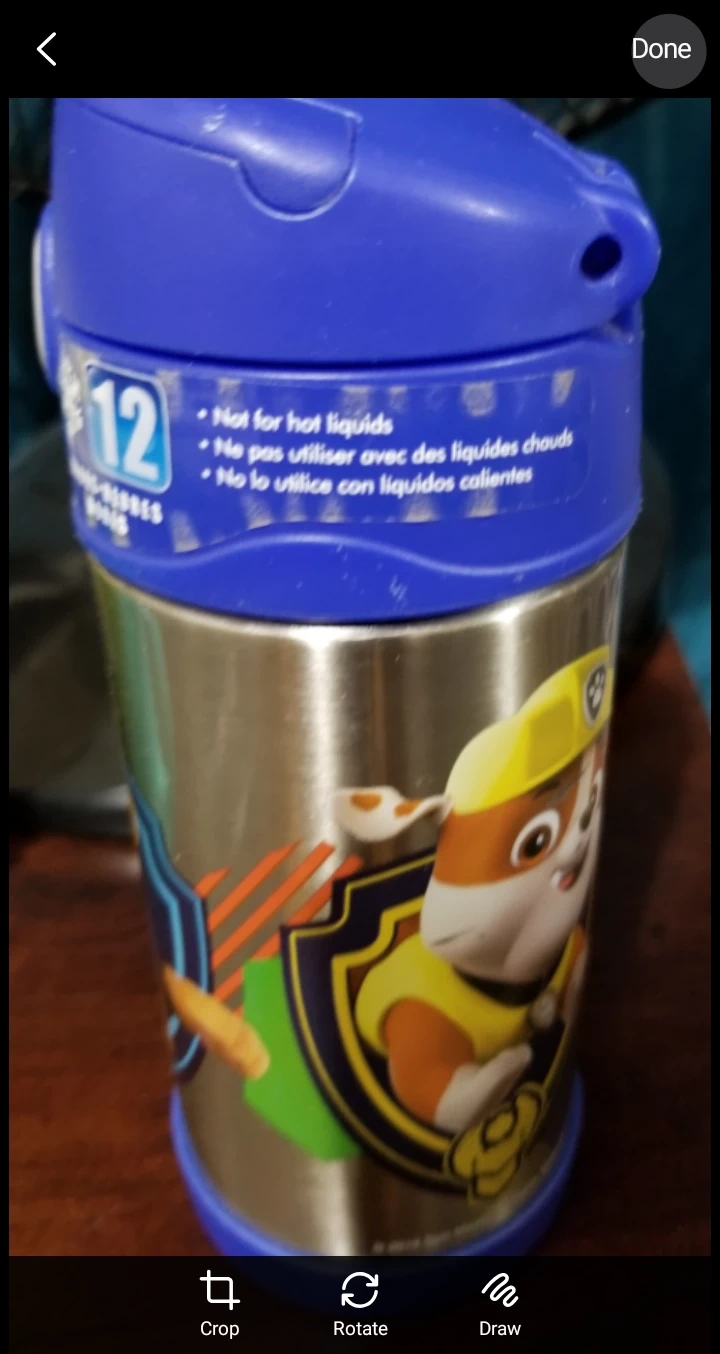 Done
12
• Not for hot liquids
• Ne pas utiliser avec des liquides chauds
• No lo utilice con líquidos calientes
Crop
Rotate
Draw